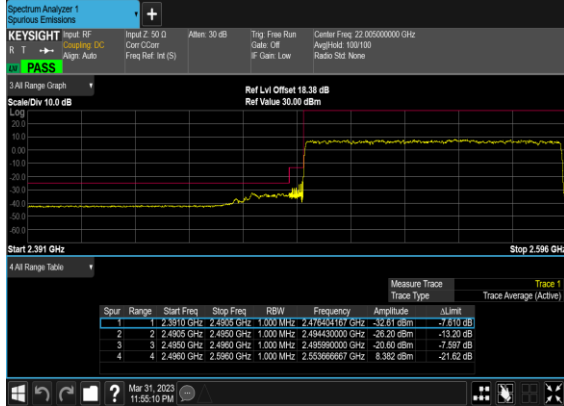 Spectrum Analyzer 1
Spurious Emissions
+
KEYSIGHT Input: RF Input Z: 50 Ω Atten: 30 dB Trig: Free Run Center Freq: 22.005000000 GHz
R T Coupling: DC Corr CCorr Gate: Off Avg|Hold: 100/100
Align: Auto Freq Ref: Int (S) IF Gain: Low Radio Std: None
PASS
3 All Range Graph
Ref Lvl Offset 18.38 dB
Scale/Div 10.0 dB Ref Value 30.00 dBm
Log
20.0
10.0
0.00
-10.0
-20.0
-30.0
-40.0
-50.0
-60.0
Start 2.391 GHz Stop 2.596 GHz
4 All Range Table
Measure Trace Trace 1
Trace Type Trace Average (Active)
Spur Range Start Freq Stop Freq RBW Frequency Amplitude ΔLimit
1 1 2.3910 GHz 2.4905 GHz 1.000 MHz 2.476404167 GHz -32.61 dBm -7.610 dB
2 2 2.4905 GHz 2.4950 GHz 1.000 MHz 2.494430000 GHz -26.20 dBm -13.20 dB
3 3 2.4950 GHz 2.4960 GHz 1.000 MHz 2.495990000 GHz -20.60 dBm -7.597 dB
4 4 2.4960 GHz 2.5960 GHz 1.000 MHz 2.553666667 GHz 8.382 dBm -21.62 dB
? Mar 31, 2023
11:55:10 PM